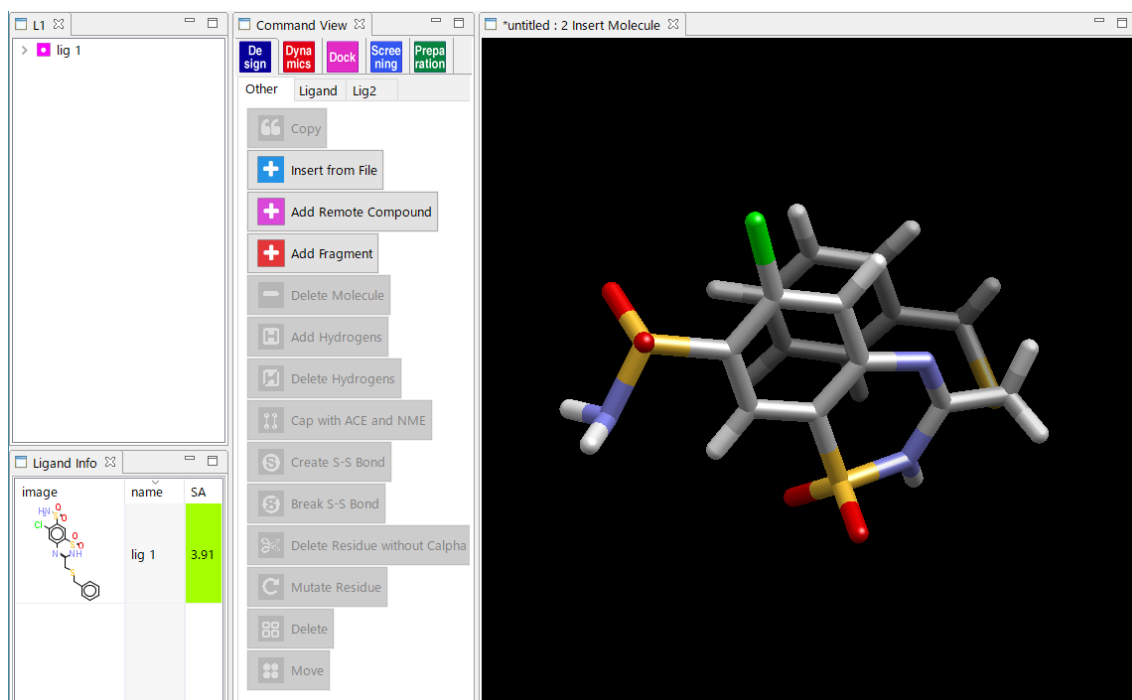 L1
lig 1
Ligand Info
image name SA
H₂N S O O
Cl S O O
N NH
S
lig 1 3.91
Command View
De sign Dyna mics Dock Scree ning Prepa ration
Other Ligand Lig2
Copy
Insert from File
Add Remote Compound
Add Fragment
Delete Molecule
Add Hydrogens
Delete Hydrogens
Cap with ACE and NME
Create S-S Bond
Break S-S Bond
Delete Residue without Calpha
Mutate Residue
Delete
Move
*untitled : 2 Insert Molecule